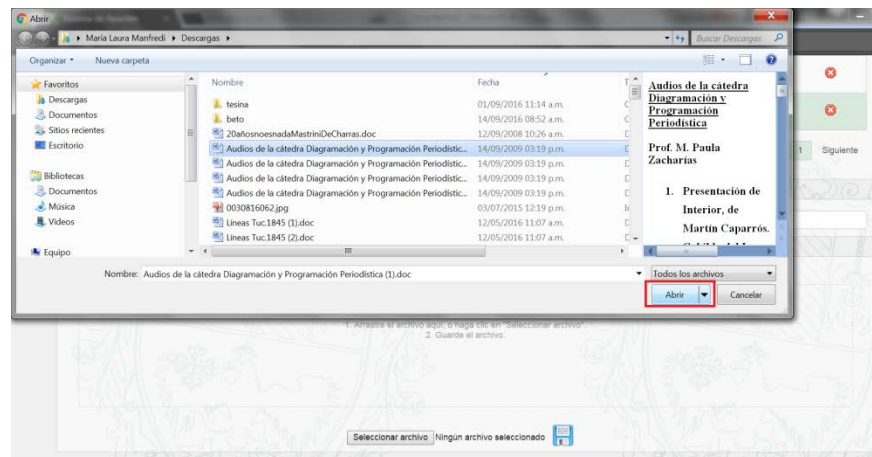 Abrir
María Laura Manfredi ▸ Descargas ▸
Buscar Descargas
Organizar
Nueva carpeta
Favoritos
Descargas
Documentos
Sitios recientes
Escritorio
Bibliotecas
Documentos
Música
Vídeos
Equipo
Nombre Fecha
tesina 01/09/2016 11:14 a.m.
beto 14/09/2016 08:52 a.m.
20añosnoesnadaMastriniDeCharras.doc 12/09/2008 10:26 a.m.
Audios de la cátedra Diagramación y Programación Periodístic... 14/09/2009 03:19 p.m.
Audios de la cátedra Diagramación y Programación Periodístic... 14/09/2009 03:19 p.m.
Audios de la cátedra Diagramación y Programación Periodístic... 14/09/2009 03:19 p.m.
Audios de la cátedra Diagramación y Programación Periodístic... 14/09/2009 03:19 p.m.
0030816062.jpg 03/07/2015 12:19 p.m.
Lineas Tuc.1845 (1).doc 12/05/2016 11:07 a.m.
Lineas Tuc.1845 (2).doc 12/05/2016 11:07 a.m.
Audios de la cátedra
Diagramación y
Programación
Periodística
Prof. M. Paula
Zacharías
1. Presentación de
Interior, de
Martín Caparrós.
1 Siguiente
Nombre: Audios de la cátedra Diagramación y Programación Periodística (1).doc
Todos los archivos
Abrir
Cancelar
1. Arrastre el archivo aquí, o haga clic en "Seleccionar archivo".
2. Guarde el archivo.
Seleccionar archivo Ningún archivo seleccionado